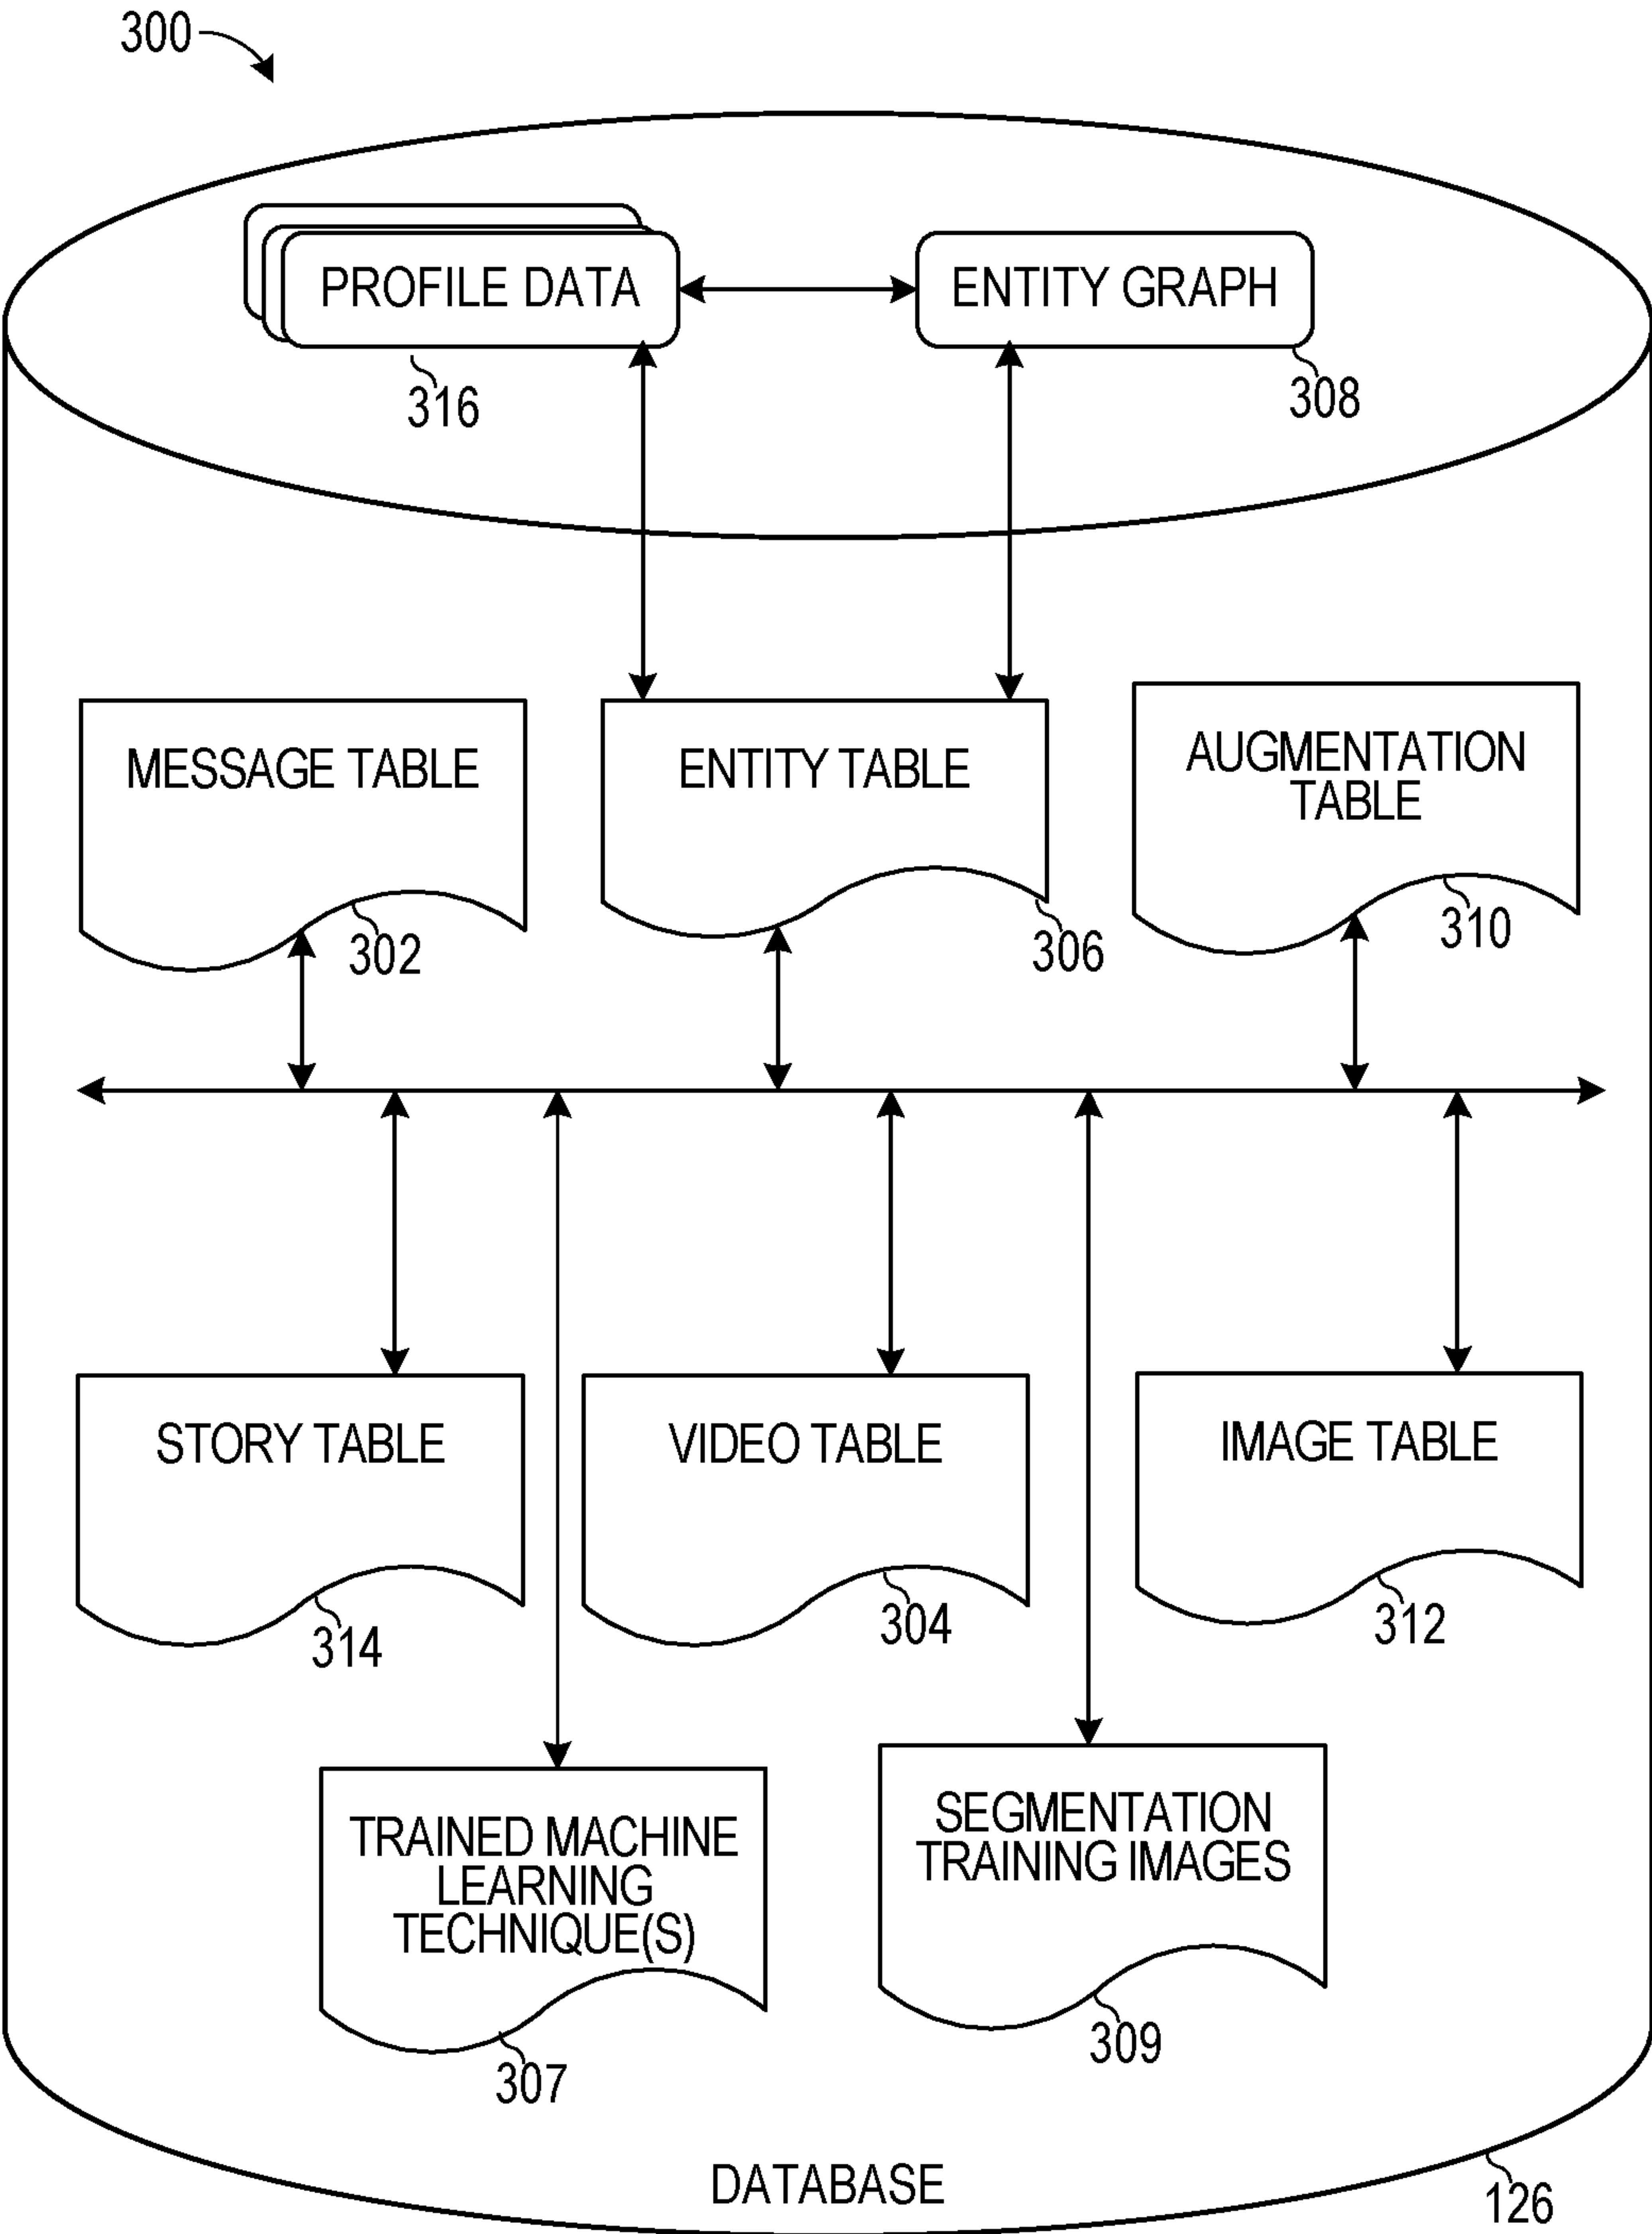 300
PROFILE DATA
ENTITY GRAPH
316
308
MESSAGE TABLE
ENTITY TABLE
AUGMENTATION
TABLE
302
306
310
STORY TABLE
VIDEO TABLE
IMAGE TABLE
314
304
312
TRAINED MACHINE
LEARNING
TECHNIQUE(S)
SEGMENTATION
TRAINING IMAGES
307
309
DATABASE
126